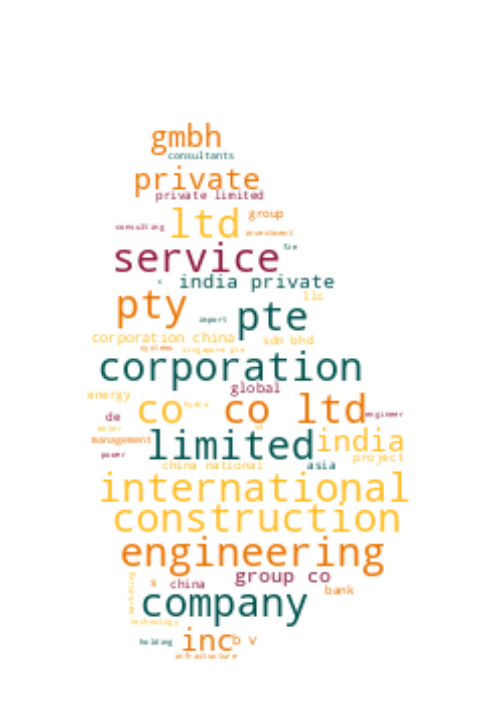 gmbh
consultants
private
private limited
ltd group
consulting investment
service
india private
llc
pty pte
import
corporation china sdn bhd
systems singapore pte
corporation
global
energy
co hydro co ltd
de engineer
water
management limited india
power project
china national asia
international
construction
engineering
group co
s china
bank
marketing
company
technology
holding inc b v
infrastructure